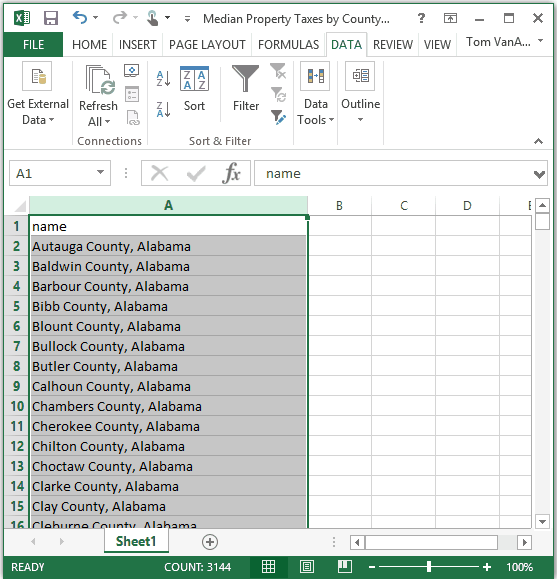 Median Property Taxes by County...
FILE HOME INSERT PAGE LAYOUT FORMULAS DATA REVIEW VIEW Tom VanA...
Get External Data
Refresh All
Connections
A Z
Z A
Z A A Z
Sort
Filter
Sort & Filter
Data Tools
Outline
A1
fx
name
A B C D E
1 name
2 Autauga County, Alabama
3 Baldwin County, Alabama
4 Barbour County, Alabama
5 Bibb County, Alabama
6 Blount County, Alabama
7 Bullock County, Alabama
8 Butler County, Alabama
9 Calhoun County, Alabama
10 Chambers County, Alabama
11 Cherokee County, Alabama
12 Chilton County, Alabama
13 Choctaw County, Alabama
14 Clarke County, Alabama
15 Clay County, Alabama
16 Cleburne County, Alabama
Sheet1
READY COUNT: 3144 100%